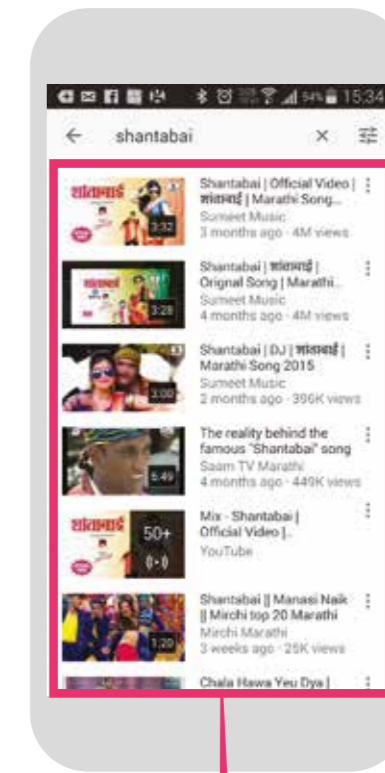 94% 15:34
shantabai
शांताबाई
3:32
Shantabai | Official Video |
शांताबाई | Marathi Song...
Sumeet Music
3 months ago · 4M views
शांताबाई
3:28
Shantabai | शांताबाई |
Orignal Song | Marathi...
Sumeet Music
4 months ago · 4M views
3:00
Shantabai | DJ | शांताबाई |
Marathi Song 2015
Sumeet Music
2 months ago · 396K views
5:49
The reality behind the
famous "Shantabai" song
Saam TV Marathi
4 months ago · 449K views
शांताबाई
50+
Mix - Shantabai |
Official Video |..
YouTube
1:20
Shantabai || Manasi Naik
|| Mirchi top 20 Marathi
Mirchi Marathi
3 weeks ago · 25K views
Chala Hawa Yeu Dya |